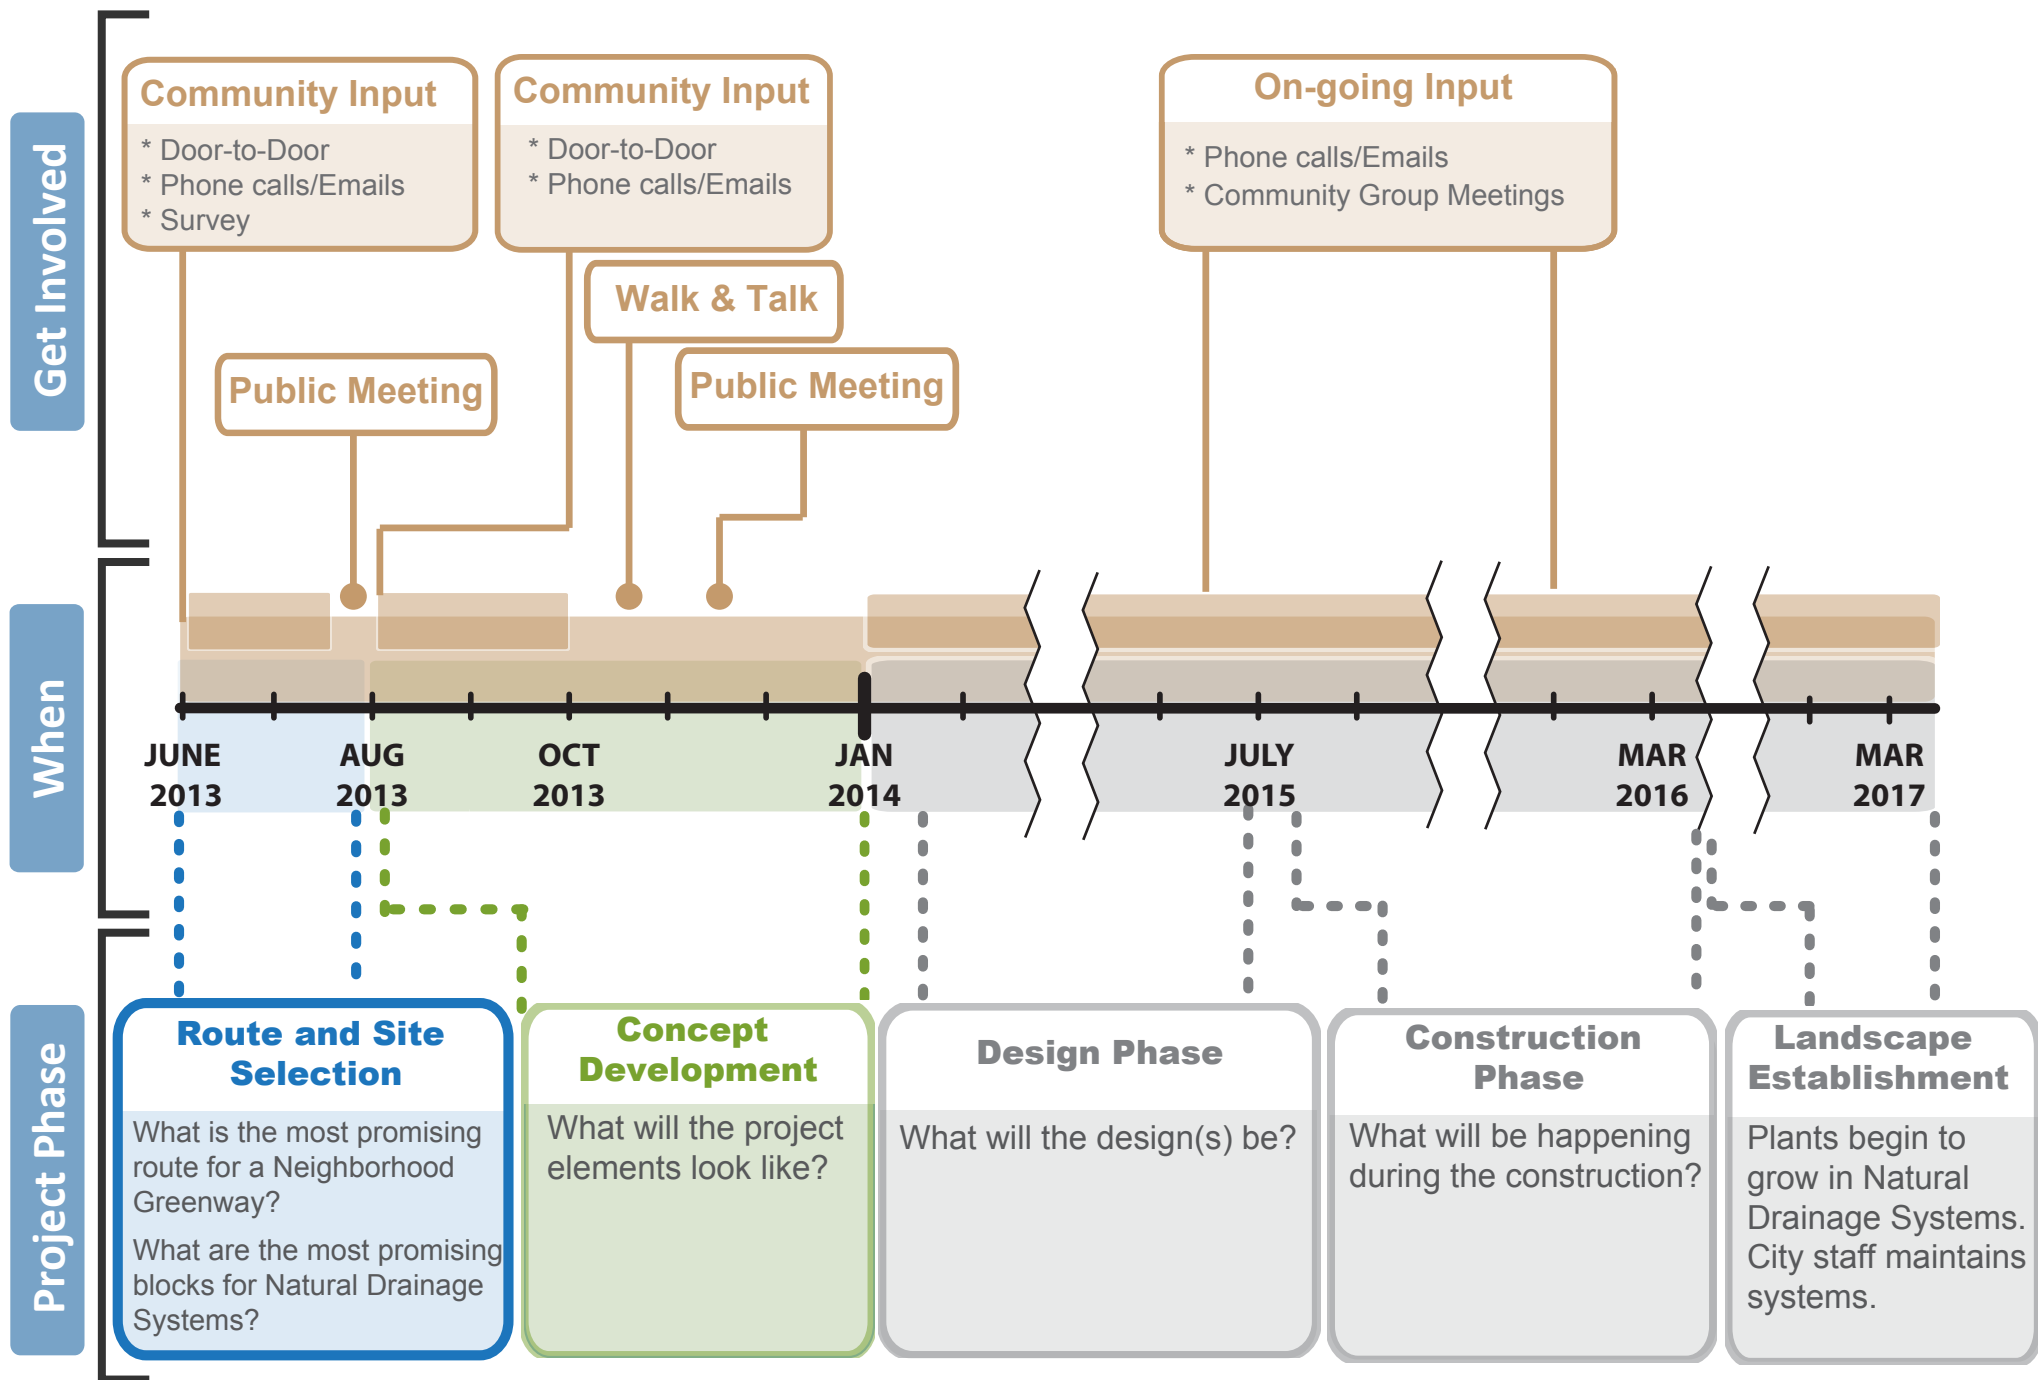 Get Involved
Community Input
* Door-to-Door
* Phone calls/Emails
* Survey
Community Input
* Door-to-Door
* Phone calls/Emails
On-going Input
* Phone calls/Emails
* Community Group Meetings
Walk & Talk
Public Meeting
Public Meeting
When
JUNE
2013
AUG
2013
OCT
2013
JAN
2014
JULY
2015
MAR
2016
MAR
2017
Project Phase
Route and Site
Selection
What is the most promising
route for a Neighborhood
Greenway?
What are the most promising
blocks for Natural Drainage
Systems?
Concept
Development
What will the project
elements look like?
Design Phase
What will the design(s) be?
Construction
Phase
What will be happening
during the construction?
Landscape
Establishment
Plants begin to
grow in Natural
Drainage Systems.
City staff maintains
systems.